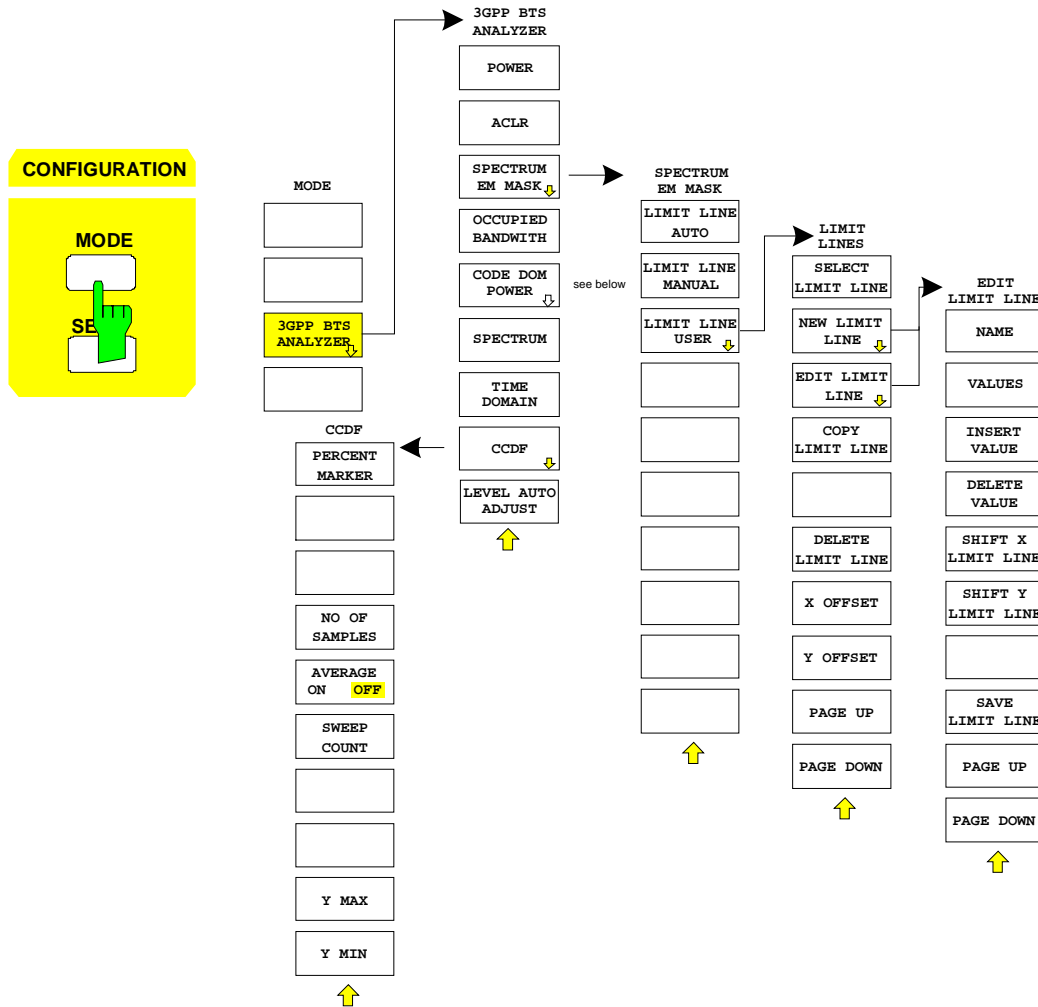 CONFIGURATION
MODE
MODE
3GPP BTS
ANALYZER
3GPP BTS
ANALYZER
POWER
ACLR
SPECTRUM
EM MASK
OCCUPIED
BANDWITH
CODE DOM
POWER
see below
SPECTRUM
TIME
DOMAIN
CCDF
LEVEL AUTO
ADJUST
CCDF
PERCENT
MARKER
NO OF
SAMPLES
AVERAGE
ON OFF
SWEEP
COUNT
Y MAX
Y MIN
SPECTRUM
EM MASK
LIMIT LINE
AUTO
LIMIT LINE
MANUAL
LIMIT LINE
USER
LIMIT
LINES
SELECT
LIMIT LINE
NEW LIMIT
LINE
EDIT LIMIT
LINE
COPY
LIMIT LINE
DELETE
LIMIT LINE
X OFFSET
Y OFFSET
PAGE UP
PAGE DOWN
EDIT
LIMIT LINE
NAME
VALUES
INSERT
VALUE
DELETE
VALUE
SHIFT X
LIMIT LINE
SHIFT Y
LIMIT LINE
SAVE
LIMIT LINE
PAGE UP
PAGE DOWN